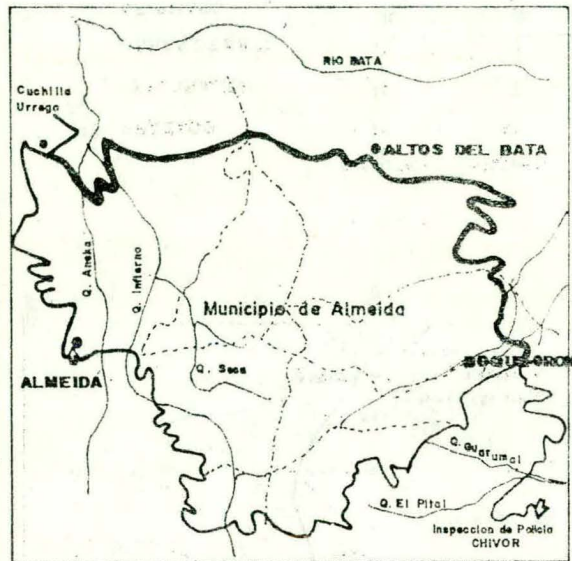 RIO BATA
Cuchilla
Urrego
ALTOS DEL BATA
Q. Infierno
Municipio de Almeida
Q. Seca
ALMEIDA
Q. Guarumal
Q. El Pital
Inspeccion de Policia
CHIVOR